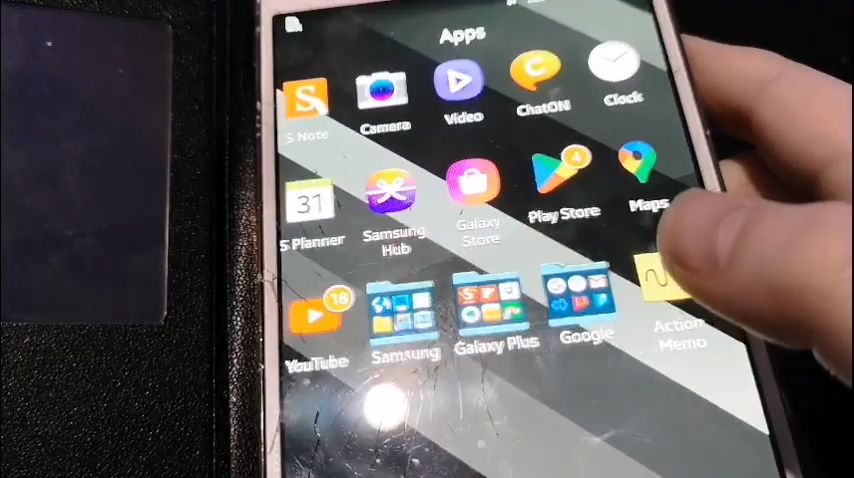 Apps
S Note
Camera
Video
ChatON
Clock
31
4
S Planner
Samsung
Hub
Galaxy
Store
Play Store
Maps
18
YouTube
Samsung
Galaxy Plus
Google
Action
Memo